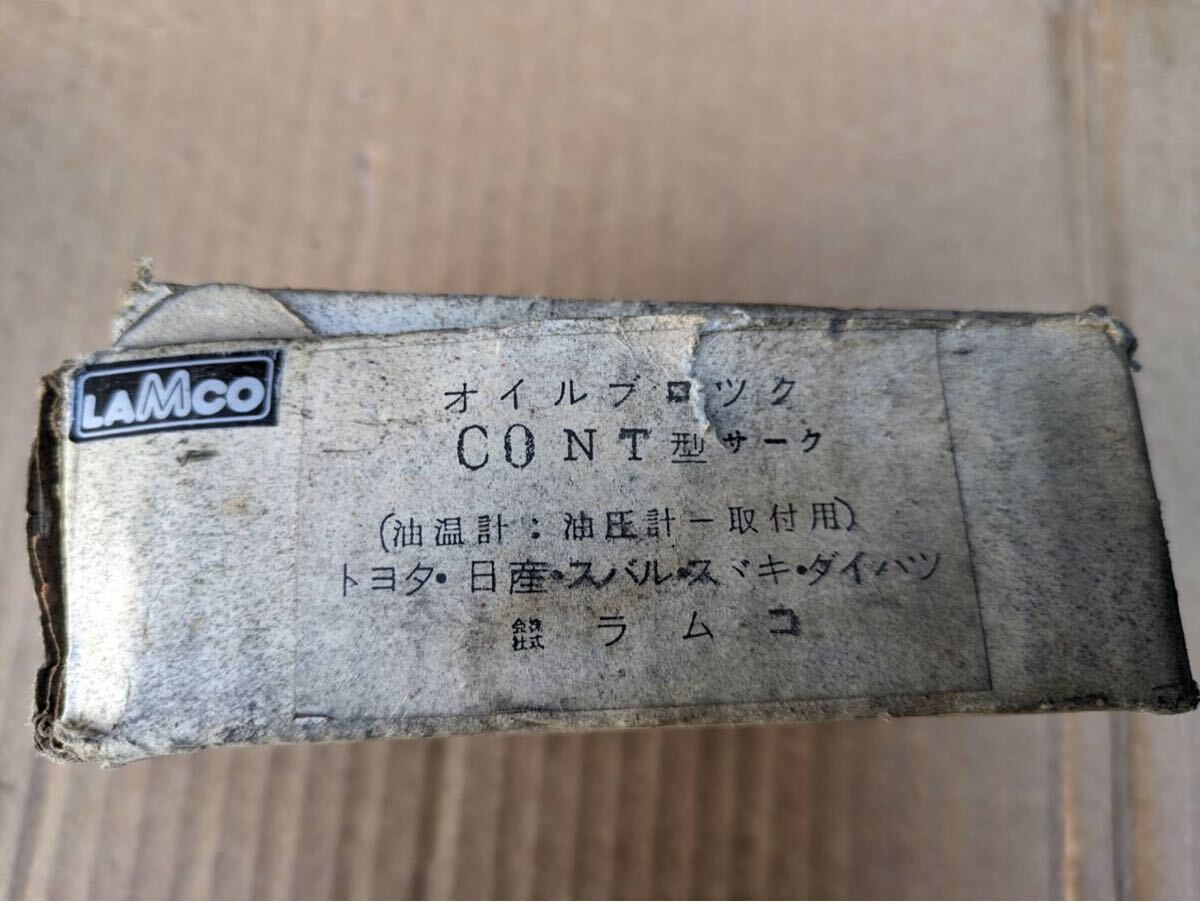 LAMCO
オイルブロック
CONT型サーク
(油温計:油圧計ー取付用)
トヨタ・日産・スバル・スヾキ・ダイハツ
株式会社 ラムコ